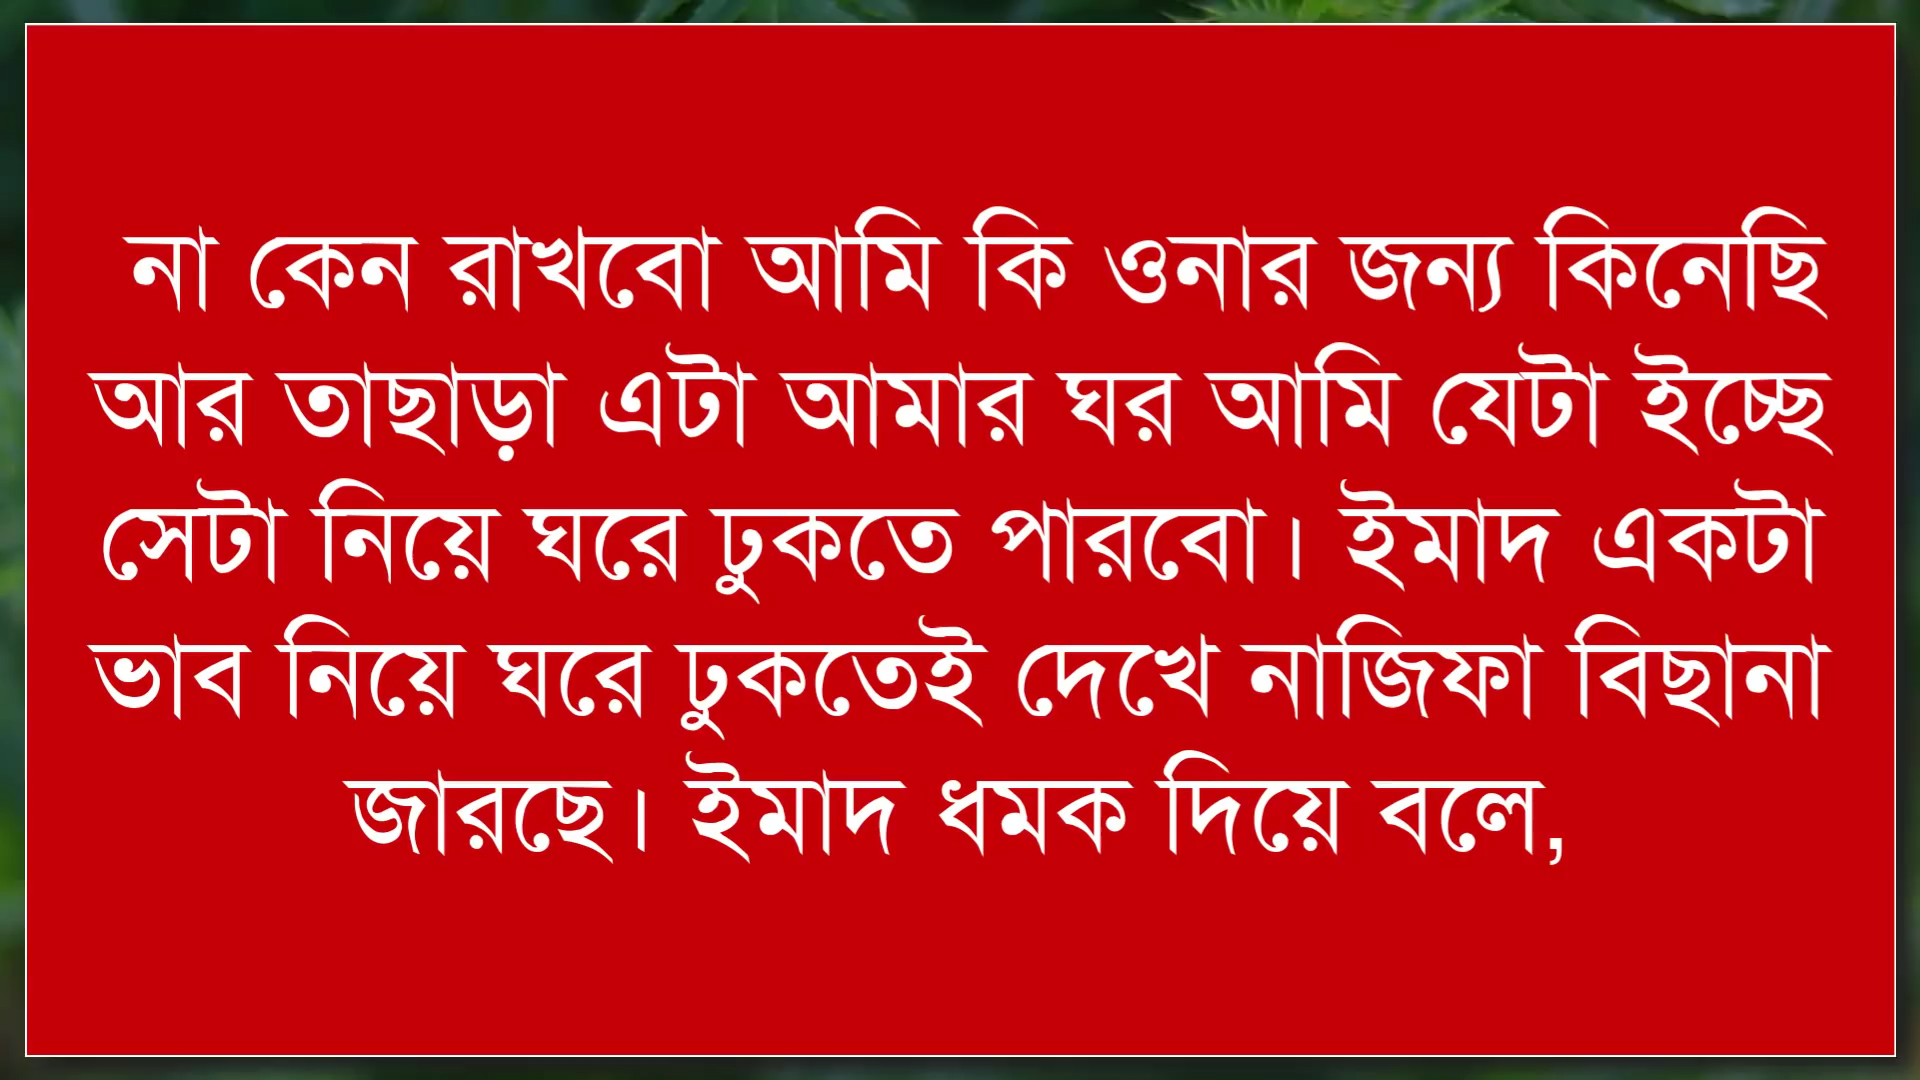 না কেন রাখবো আমি কি ওনার জন্য কিনেছি
আর তাছাড়া এটা আমার ঘর আমি যেটা ইচ্ছে
সেটা নিয়ে ঘরে ঢুকতে পারবো। ইমাদ একটা
ভাব নিয়ে ঘরে ঢুকতেই দেখে নাজিফা বিছানা
জারছে। ইমাদ ধমক দিয়ে বলে,